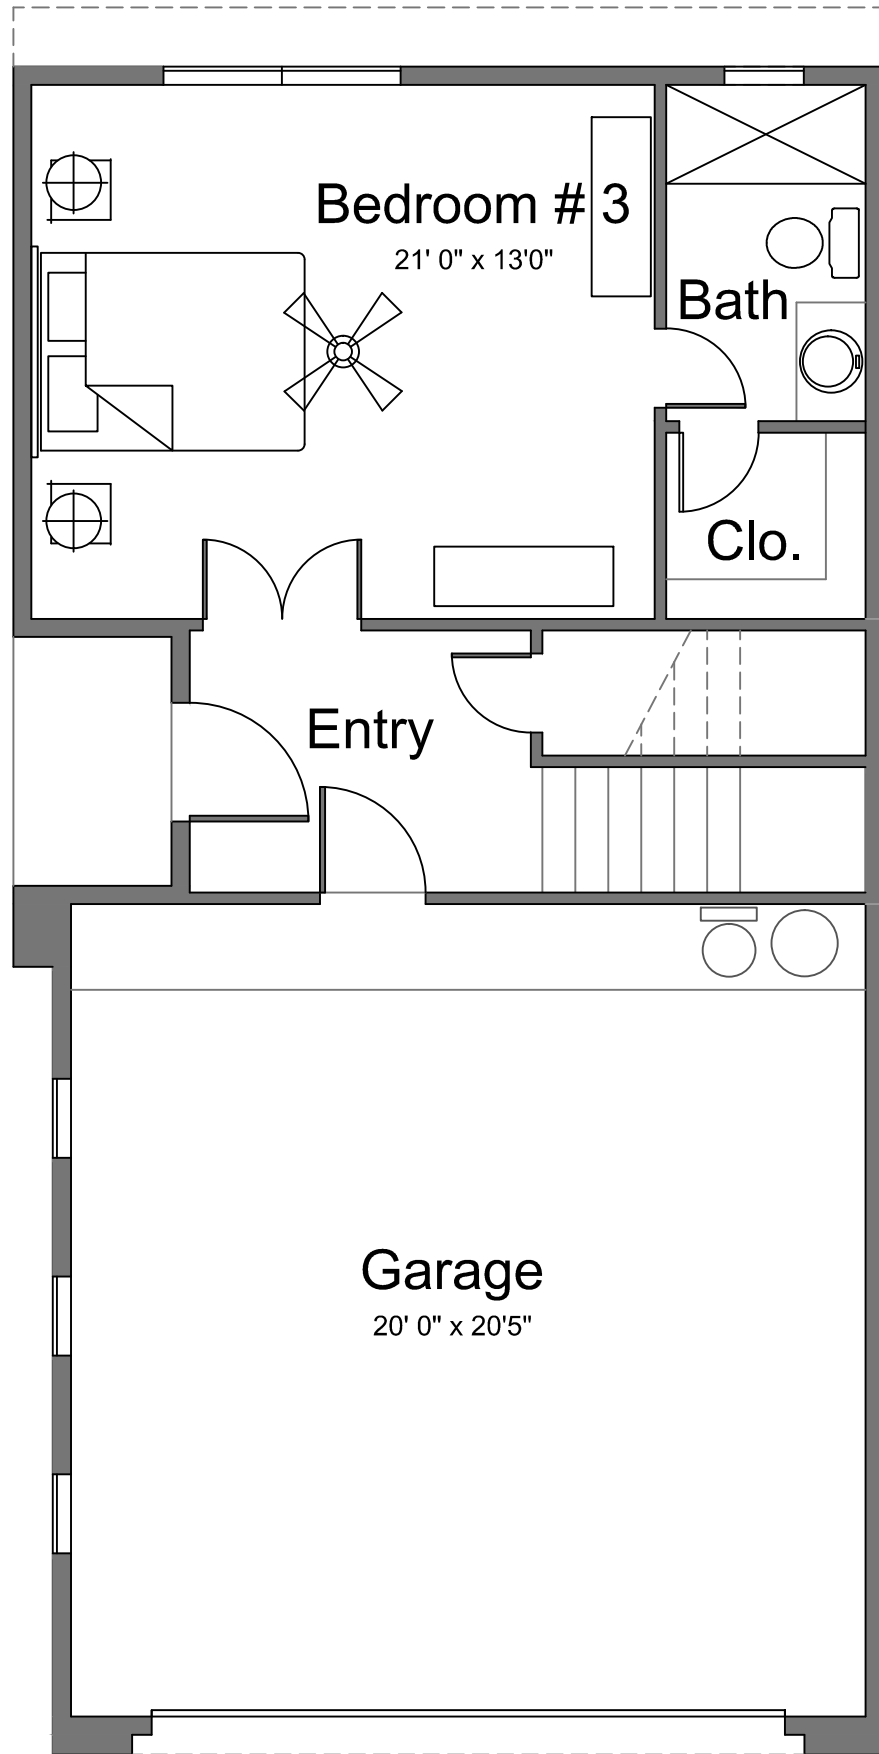 Bedroom # 3
21' 0" x 13'0"
Bath
Clo.
Entry
Garage
20' 0" x 20'5"